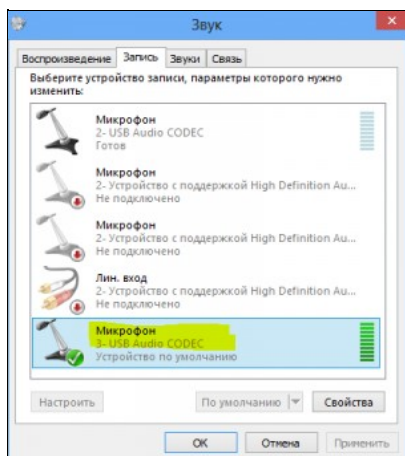 Звук
Воспроизведение Запись Звуки Связь
Выберите устройство записи, параметры которого нужно
изменить:
Микрофон
2- USB Audio CODEC
Готов
Микрофон
2- Устройство с поддержкой High Definition Au...
Не подключено
Микрофон
2- Устройство с поддержкой High Definition Au...
Не подключено
Лин. вход
2- Устройство с поддержкой High Definition Au...
Не подключено
Микрофон
3- USB Audio CODEC
Устройство по умолчанию
Настроить По умолчанию Свойства
OK Отмена Применить